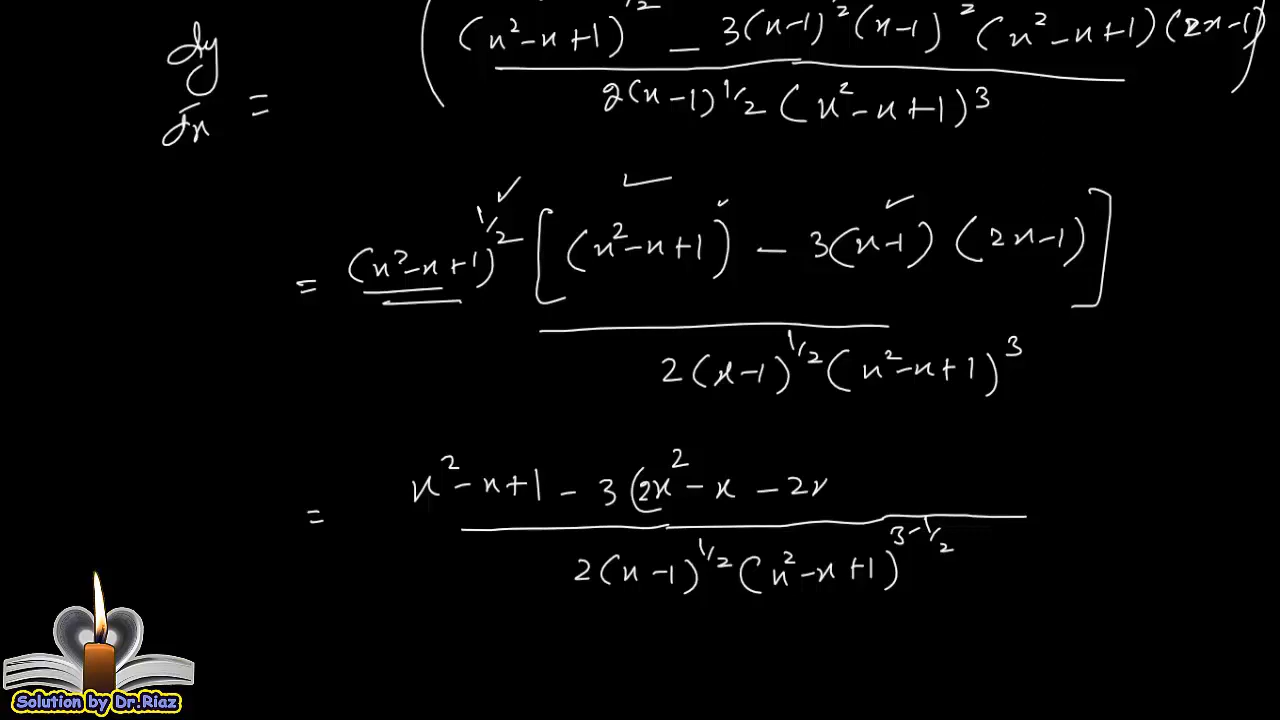 dy/dx = ( (x²-x+1)^1/2 - 3(x-1)^1/2 (x-1)^2 (x²-x+1)(2x-1) / 2(x-1)^1/2 (x²-x+1)^3 )
= (x²-x+1)^1/2 [ (x²-x+1) - 3(x-1) (2x-1) ] / 2(x-1)^1/2 (x²-x+1)^3
= x²-x+1 - 3(2x²-x-2x / 2(x-1)^1/2 (x²-x+1)^3-1/2
Solution by Dr.Riaz